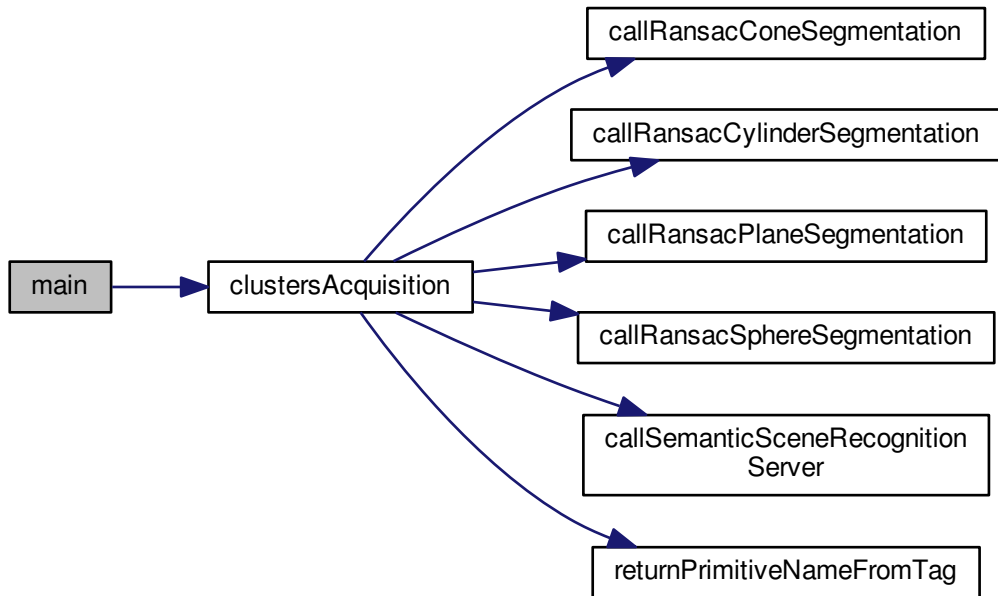 main
clustersAcquisition
callRansacConeSegmentation
callRansacCylinderSegmentation
callRansacPlaneSegmentation
callRansacSphereSegmentation
callSemanticSceneRecognition
Server
returnPrimitiveNameFromTag